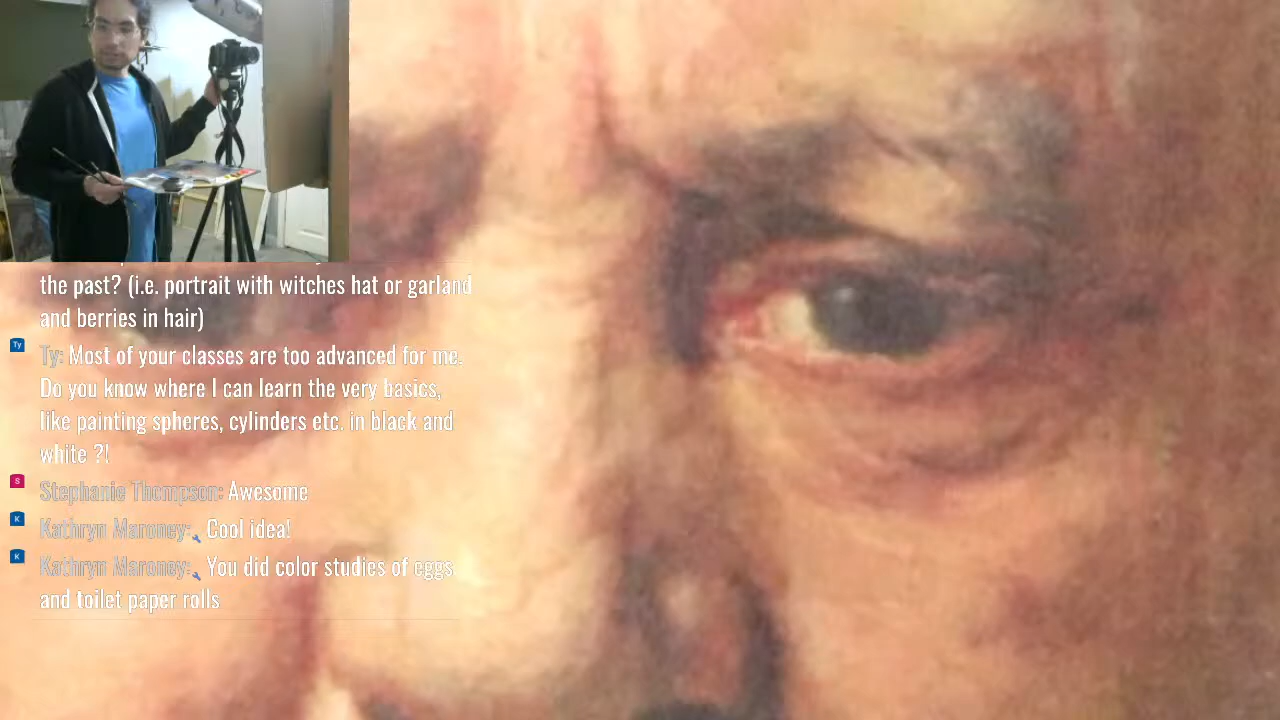 the past? (i.e. portrait with witches hat or garland
and berries in hair)
Ty
Ty: Most of your classes are too advanced for me.
Do you know where I can learn the very basics,
like painting spheres, cylinders etc. in black and
white ?!
S
Stephanie Thompson: Awesome
K
Kathryn Maroney: Cool idea!
K
Kathryn Maroney: You did color studies of eggs
and toilet paper rolls